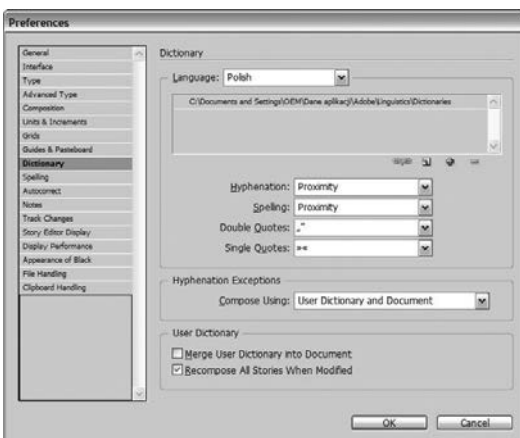 Preferences
General
Interface
Type
Advanced Type
Composition
Units & Increments
Grids
Guides & Pasteboard
Dictionary
Spelling
Autocorrect
Notes
Track Changes
Story Editor Display
Display Performance
Appearance of Black
File Handling
Clipboard Handling
Dictionary
Language: Polish
C:\Documents and Settings\OEM\Dane aplikacji\Adobe\Linguistics\Dictionaries
Hyphenation: Proximity
Spelling: Proximity
Double Quotes: „”
Single Quotes: »«
Hyphenation Exceptions
Compose Using: User Dictionary and Document
User Dictionary
Merge User Dictionary into Document
Recompose All Stories When Modified
OK Cancel